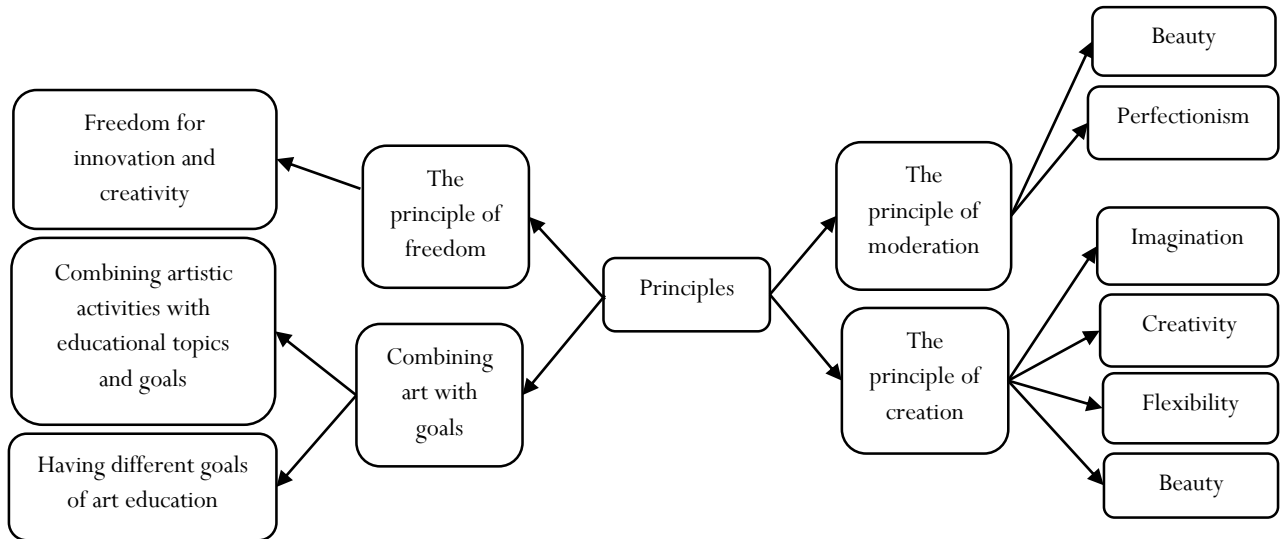 Freedom for
innovation and
creativity
Combining artistic
activities with
educational topics
and goals
Having different goals
of art education
The
principle of
freedom
Combining
art with
goals
Principles
The
principle of
moderation
The
principle of
creation
Beauty
Perfectionism
Imagination
Creativity
Flexibility
Beauty